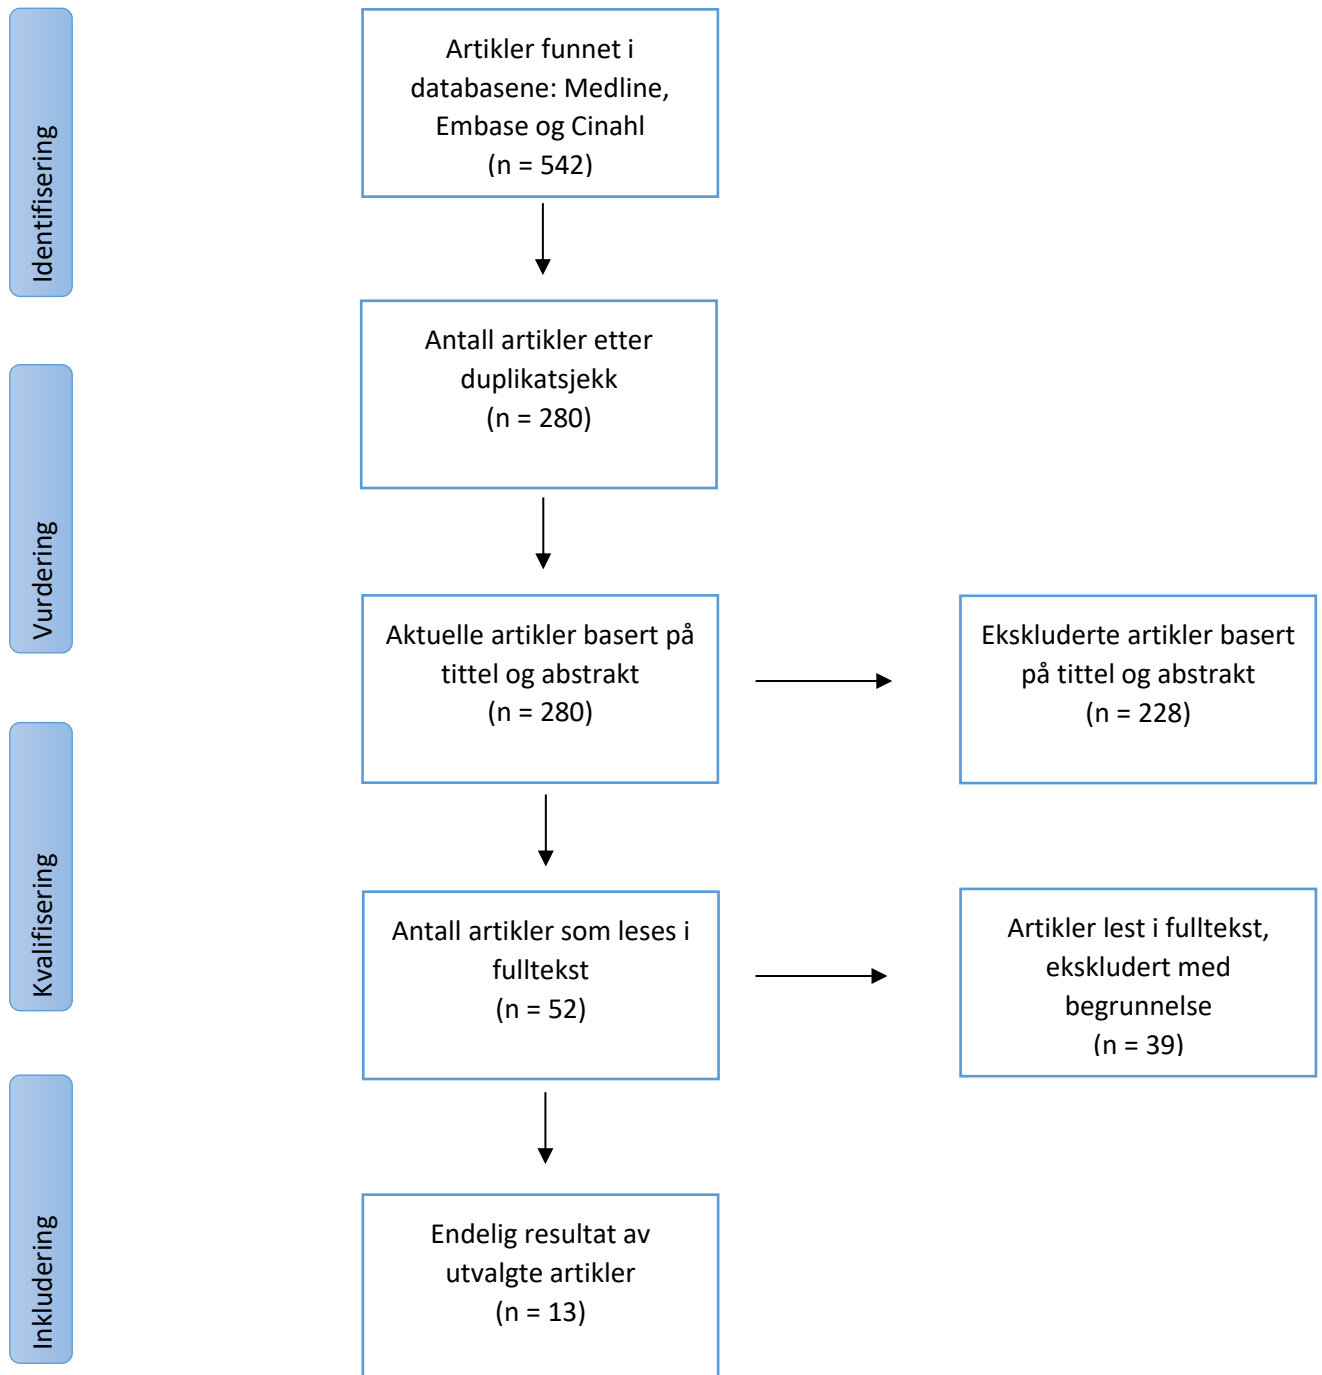 Identifisering
Artikler funnet i
databasene: Medline,
Embase og Cinahl
(n = 542)
Antall artikler etter
duplikatsjekk
(n = 280)
Vurdering
Aktuelle artikler basert på
tittel og abstrakt
(n = 280)
Ekskluderte artikler basert
på tittel og abstrakt
(n = 228)
Kvalifisering
Antall artikler som leses i
fulltekst
(n = 52)
Artikler lest i fulltekst,
ekskludert med
begrunnelse
(n = 39)
Inkludering
Endelig resultat av
utvalgte artikler
(n = 13)